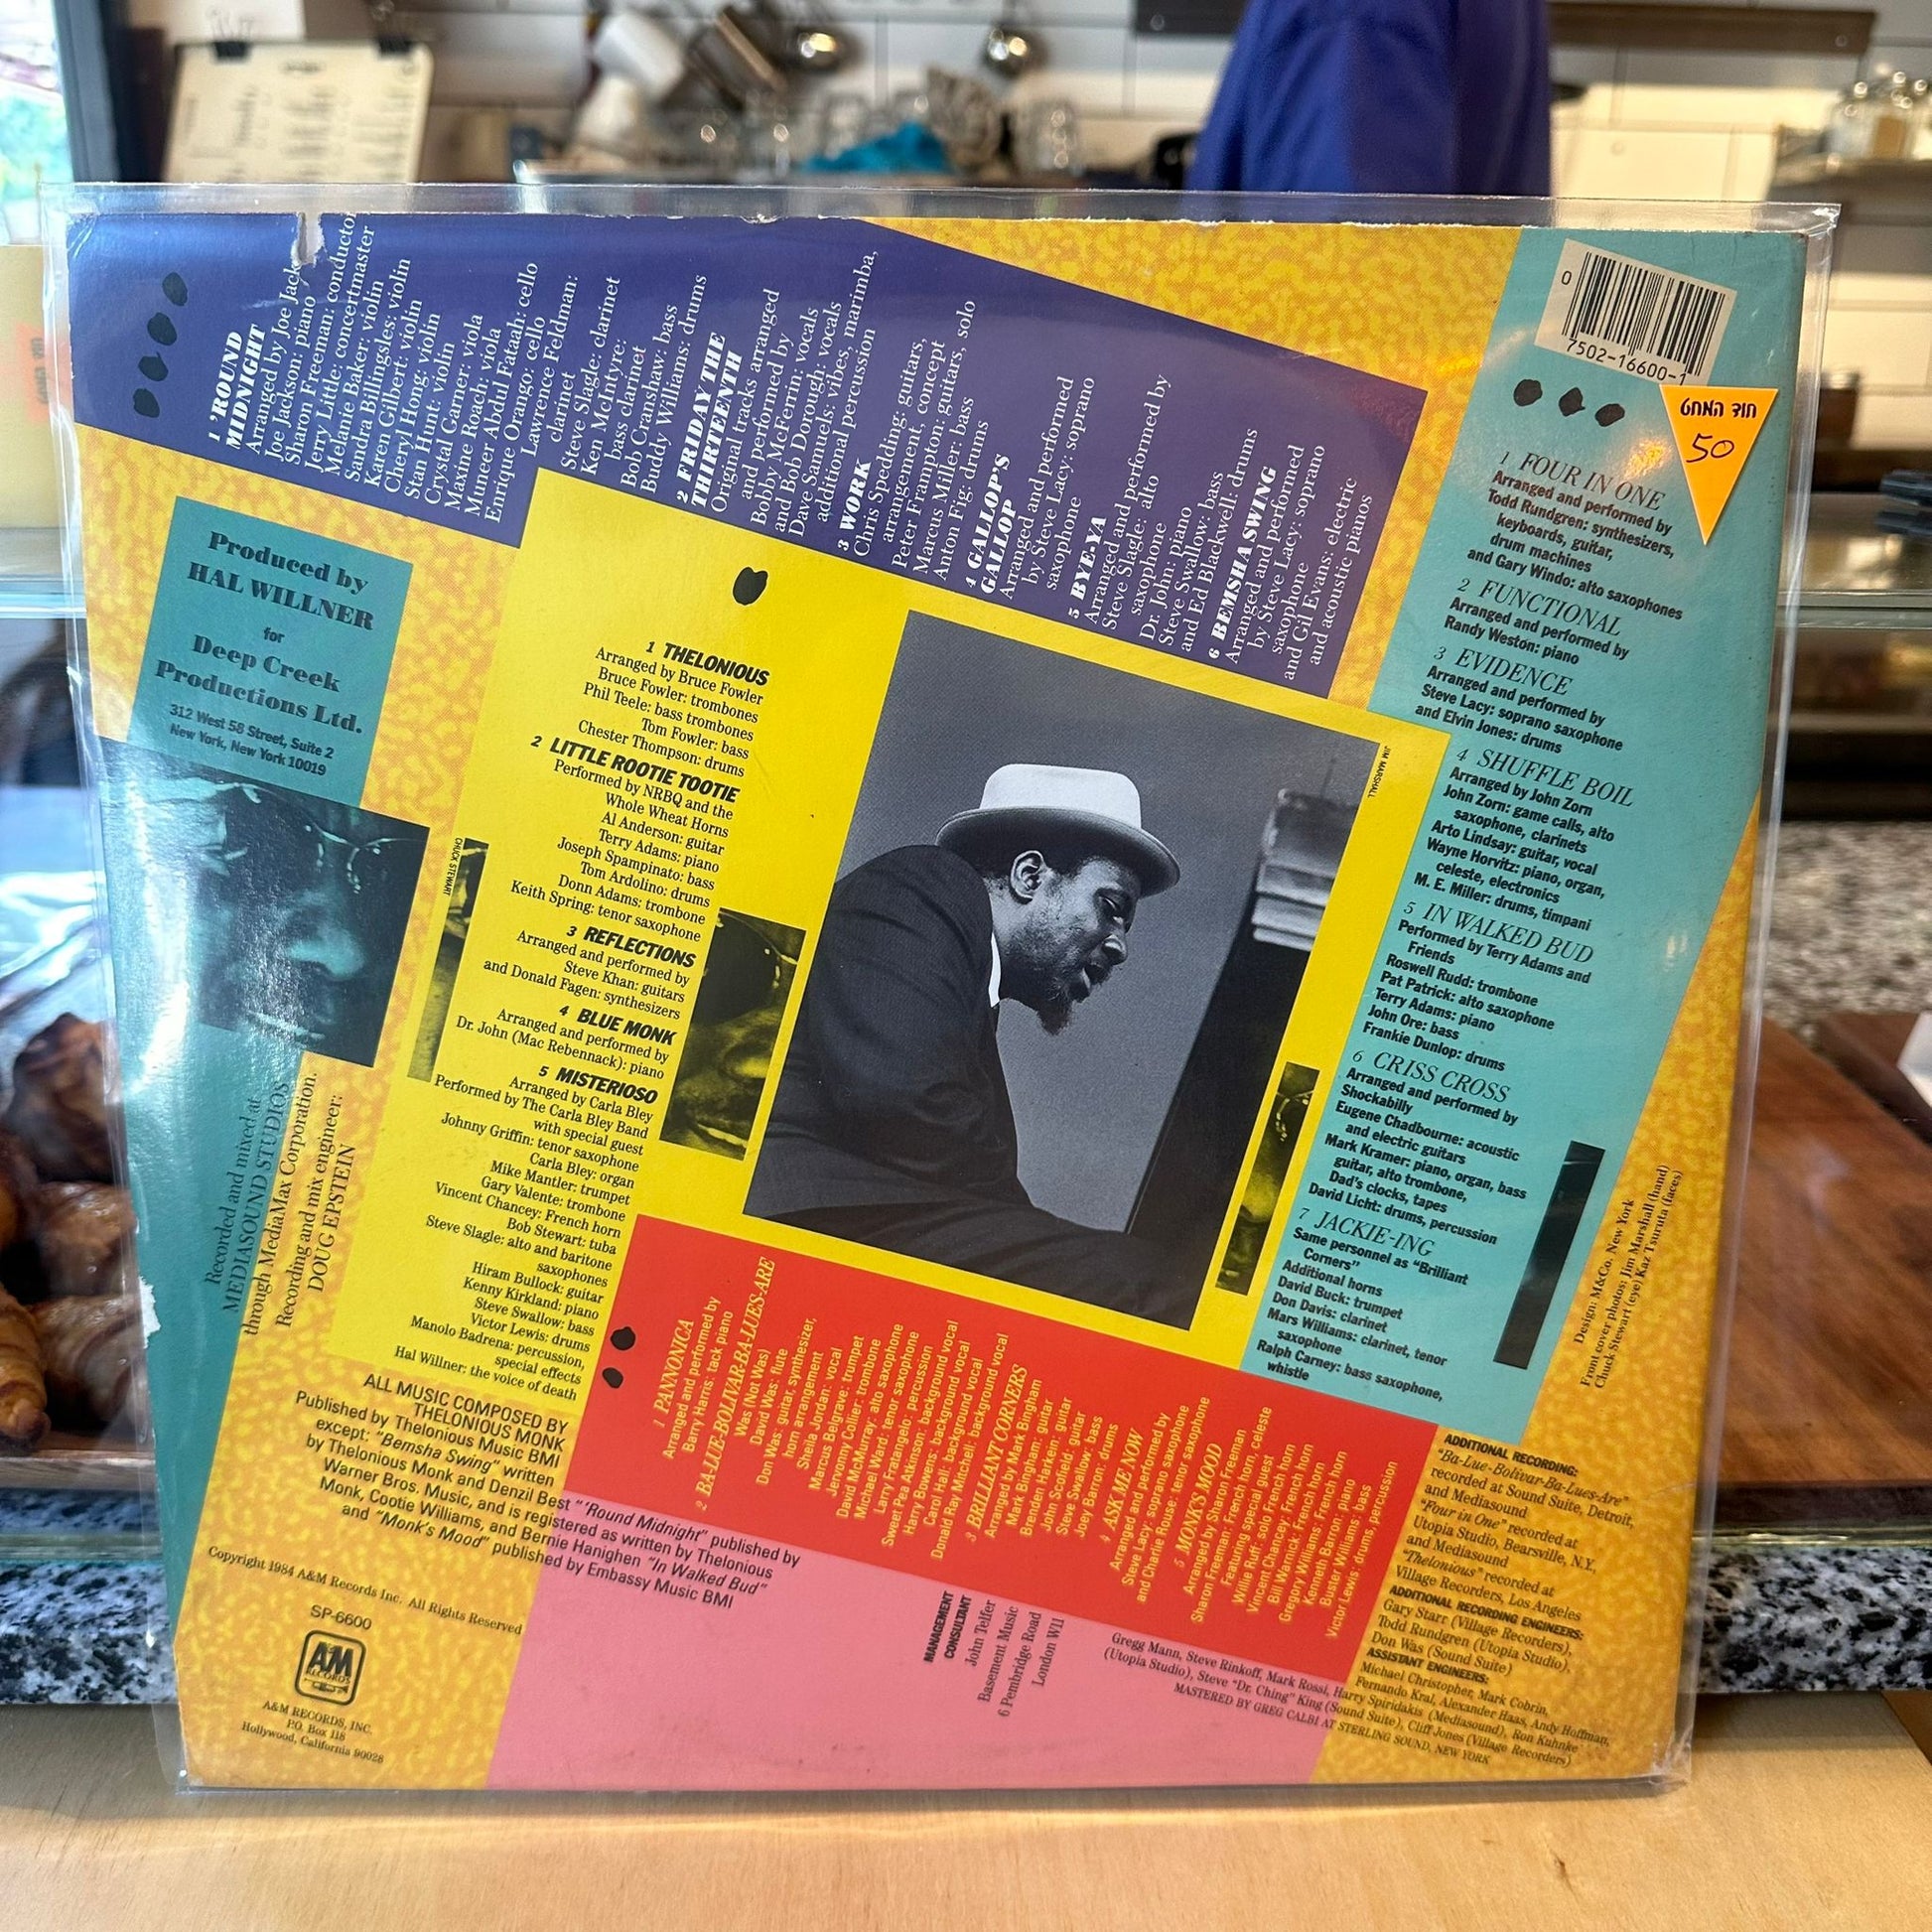 1 'ROUND
MIDNIGHT
Arranged by Joe Jack
Joe Jackson: piano
Sharon Freeman: conductor
Jerry Little: concertmaster
Melanie Baker: violin
Sandra Billingslea: violin
Karen Gilbert: violin
Cheryl Hong: violin
Stan Hunt: violin
Crystal Garner: viola
Maxine Roach: viola
Muneer Abdul Fataah: cello
Enrique Orango: cello
Lawrence Feldman:
clarinet
Steve Slagle: clarinet
Ken McIntyre:
bass clarinet
Bob Cranshaw: bass
Buddy Williams: drums
2 FRIDAY THE
THIRTEENTH
Original tracks arranged
and performed by
Bobby McFerrin: vocals
and Bob Dorough: vocals
Dave Samuels: vibes, marimba,
additional percussion
3 WORK
Chris Spedding: guitars,
arrangement, concept
Peter Frampton: guitars, solo
Marcus Miller: bass
Anton Fig: drums
4 GALLOP'S
GALLOP
Arranged and performed
by Steve Lacy: soprano
saxophone
5 BYE-YA
Arranged and performed by
Steve Slagle: alto
saxophone
Dr. John: piano
Steve Swallow: bass
and Ed Blackwell: drums
6 BEMSHA SWING
Arranged and performed
by Steve Lacy: soprano
saxophone
and Gil Evans: electric
and acoustic pianos
0
7502-16600-1
חוד המחט
50
1 FOUR IN ONE
Arranged and performed by
Todd Rundgren: synthesizers,
keyboards, guitar,
drum machines
and Gary Windo: alto saxophones
2 FUNCTIONAL
Arranged and performed by
Randy Weston: piano
3 EVIDENCE
Arranged and performed by
Steve Lacy: soprano saxophone
and Elvin Jones: drums
4 SHUFFLE BOIL
Arranged by John Zorn
John Zorn: game calls, alto
saxophone, clarinets
Arto Lindsay: guitar, vocal
Wayne Horvitz: piano, organ,
celeste, electronics
M. E. Miller: drums, timpani
5 IN WALKED BUD
Performed by Terry Adams and
Friends
Roswell Rudd: trombone
Pat Patrick: alto saxophone
Terry Adams: piano
John Ore: bass
Frankie Dunlop: drums
6 CRISS CROSS
Arranged and performed by
Shockabilly
Eugene Chadbourne: acoustic
and electric guitars
Mark Kramer: piano, organ, bass
guitar, alto trombone,
Dad's clocks, tapes
David Licht: drums, percussion
7 JACKIE-ING
Same personnel as "Brilliant
Corners"
Additional horns
David Buck: trumpet
Don Davis: clarinet
Mars Williams: clarinet, tenor
saxophone
Ralph Carney: bass saxophone,
whistle
Produced by
HAL WILLNER
for
Deep Creek
Productions Ltd.
312 West 58 Street, Suite 2
New York, New York 10019
CHUCK STEWART
JIM MARSHALL
1 THELONIOUS
Arranged by Bruce Fowler
Bruce Fowler: trombones
Phil Teele: bass trombones
Tom Fowler: bass
Chester Thompson: drums
2 LITTLE ROOTIE TOOTIE
Performed by NRBQ and the
Whole Wheat Horns
Al Anderson: guitar
Terry Adams: piano
Joseph Spampinato: bass
Tom Ardolino: drums
Donn Adams: trombone
Keith Spring: tenor saxophone
3 REFLECTIONS
Arranged and performed by
Steve Khan: guitars
and Donald Fagen: synthesizers
4 BLUE MONK
Arranged and performed by
Dr. John (Mac Rebennack): piano
5 MISTERIOSO
Arranged by Carla Bley
Performed by The Carla Bley Band
with special guest
Johnny Griffin: tenor saxophone
Carla Bley: organ
Mike Mantler: trumpet
Gary Valente: trombone
Vincent Chancey: French horn
Bob Stewart: tuba
Steve Slagle: alto and baritone
saxophones
Hiram Bullock: guitar
Kenny Kirkland: piano
Steve Swallow: bass
Victor Lewis: drums
Manolo Badrena: percussion,
special effects
Hal Willner: the voice of death
Recorded and mixed at
MEDIASOUND STUDIOS
through MediaMax Corporation.
Recording and mix engineer:
DOUG EPSTEIN
1 PANNONICA
Arranged and performed by
Barry Harris: tack piano
2 BA-LUE-BOLIVAR-BA-LUES-ARE
Was (Not Was)
David Was: flute
Don Was: guitar, synthesizer,
horn arrangement
Sheila Jordan: vocal
Marcus Belgrave: trumpet
Jervonny Collier: trombone
David McMurray: alto saxophone
Michael Ward: tenor saxophone
Larry Fratangelo: percussion
Sweet Pea Atkinson: background vocal
Harry Bowens: background vocal
Carol Hall: background vocal
Donald Ray Mitchell: background vocal
3 BRILLIANT CORNERS
Arranged by Mark Bingham
Mark Bingham: guitar
Brenden Harkin: guitar
John Scofield: guitar
Steve Swallow: bass
Joey Barron: drums
4 ASK ME NOW
Arranged and performed by
Steve Lacy: soprano saxophone
and Charlie Rouse: tenor saxophone
5 MONK'S MOOD
Arranged by Sharon Freeman
Sharon Freeman: French horn, celeste
Featuring special guest
Willie Ruff: solo French horn
Vincent Chancey: French horn
Bill Warnick: French horn
Gregory Williams: French horn
Kenneth Barron: piano
Buster Williams: bass
Victor Lewis: drums, percussion
Design: M&Co. New York
Front cover photos: Jim Marshall (hand)
Chuck Stewart (eye) Kaz Tsuruta (faces)
ALL MUSIC COMPOSED BY
THELONIOUS MONK
Published by Thelonious Music BMI
except: "Bemsha Swing" written
by Thelonious Monk and Denzil Best "'Round Midnight" published by
Warner Bros. Music, and is registered as written by Thelonious
Monk, Cootie Williams, and Bernie Hanighen "In Walked Bud"
and "Monk's Mood" published by Embassy Music BMI
Copyright 1984 A&M Records Inc. All Rights Reserved
SP-6600
A&M
RECORDS
A&M RECORDS, INC.
P.O. Box 118
Hollywood, California 90028
MANAGEMENT
CONSULTANT
John Telfer
Basement Music
6 Pembridge Road
London W11
ADDITIONAL RECORDING:
"Ba-Lue-Bolivar-Ba-Lues-Are"
recorded at Sound Suite, Detroit,
and Mediasound
"Four in One" recorded at
Utopia Studio, Bearsville, N.Y.,
and Mediasound
"Thelonious" recorded at
Village Recorders, Los Angeles
ADDITIONAL RECORDING ENGINEERS:
Gary Starr (Village Recorders),
Todd Rundgren (Utopia Studio),
Don Was (Sound Suite)
ASSISTANT ENGINEERS:
Michael Christopher, Mark Cobrin,
Fernando Kral, Alexander Haas, Andy Hoffman,
Gregg Mann, Steve Rinkoff, Mark Rossi, Harry Spiridakis (Mediasound), Ron Kuhnke
(Utopia Studio), Steve "Dr. Ching" King (Sound Suite), Cliff Jones (Village Recorders)
MASTERED BY GREG CALBI AT STERLING SOUND, NEW YORK